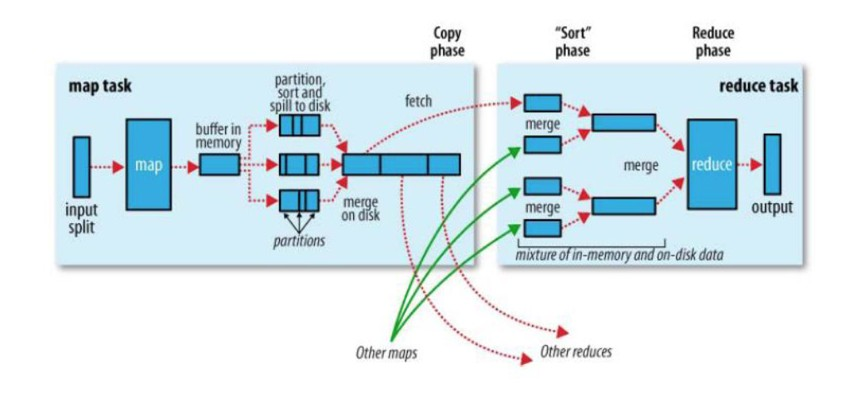 Copy
phase
“Sort”
phase
Reduce
phase
map task
partition,
sort and
spill to disk
fetch
reduce task
buffer in
memory
merge
map
merge
reduce
input
split
merge
on disk
merge
output
partitions
mixture of in-memory and on-disk data
Other maps
Other reduces